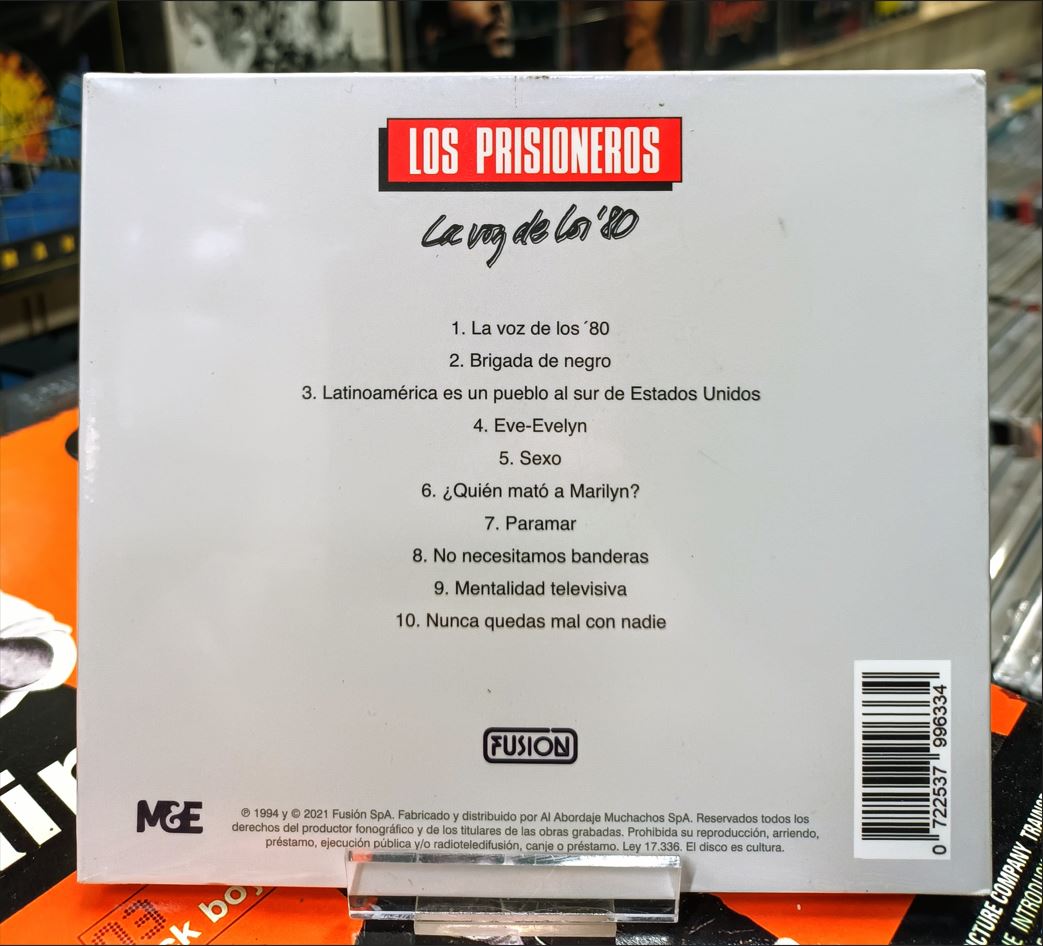 LOS PRISIONEROS
La voz de los '80
1. La voz de los ´80
2. Brigada de negro
3. Latinoamérica es un pueblo al sur de Estados Unidos
4. Eve-Evelyn
5. Sexo
6. ¿Quién mató a Marilyn?
7. Paramar
8. No necesitamos banderas
9. Mentalidad televisiva
10. Nunca quedas mal con nadie
FUSIÓN
M&E
℗ 1994 y © 2021 Fusión SpA. Fabricado y distribuido por Al Abordaje Muchachos SpA. Reservados todos los
derechos del productor fonográfico y de los titulares de las obras grabadas. Prohibida su reproducción, arriendo,
préstamo, ejecución pública y/o radioteledifusión, canje o préstamo. Ley 17.336. El disco es cultura.
0 722537 996334
13
CTURE COMPANY